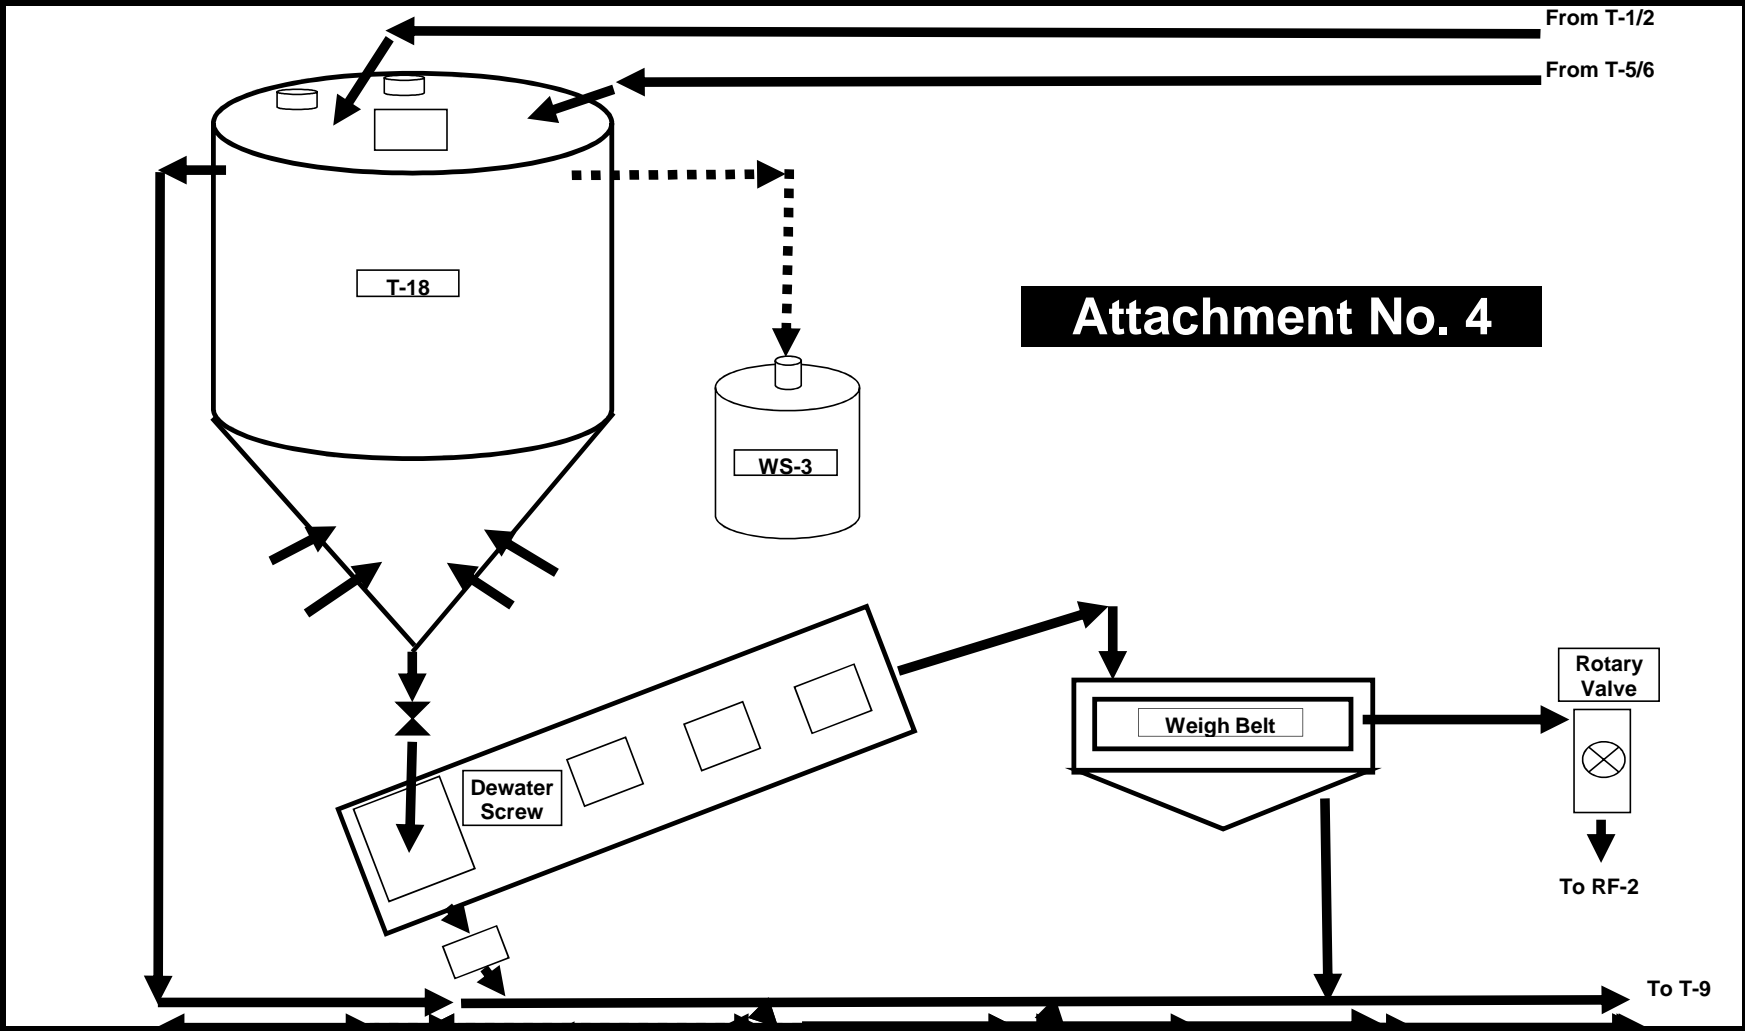 From T-1/2
From T-5/6
T-18
Attachment No. 4
WS-3
Rotary
Valve
Weigh Belt
Dewater
Screw
To RF-2
To T-9